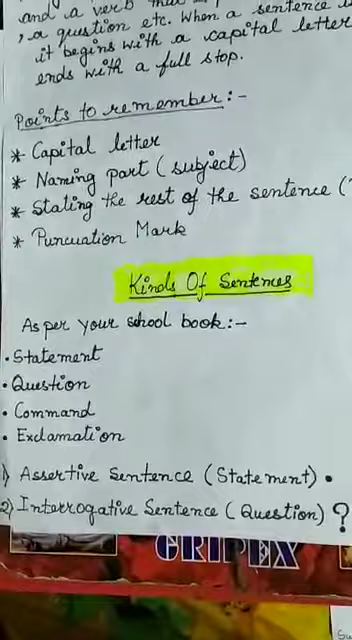 and a verb that
, a question etc. When a sentence is
it begins with a capital letter
ends with a full stop.
Points to remember:-
* Capital letter
* Naming part (subject)
* Stating the rest of the sentence (
* Puncuation Mark
Kinds Of Sentences
As per your school book:-
• Statement
• Question
• Command
• Exclamation
1) Assertive Sentence (Statement) •
2) Interrogative Sentence (Question) ?
GRIPEX